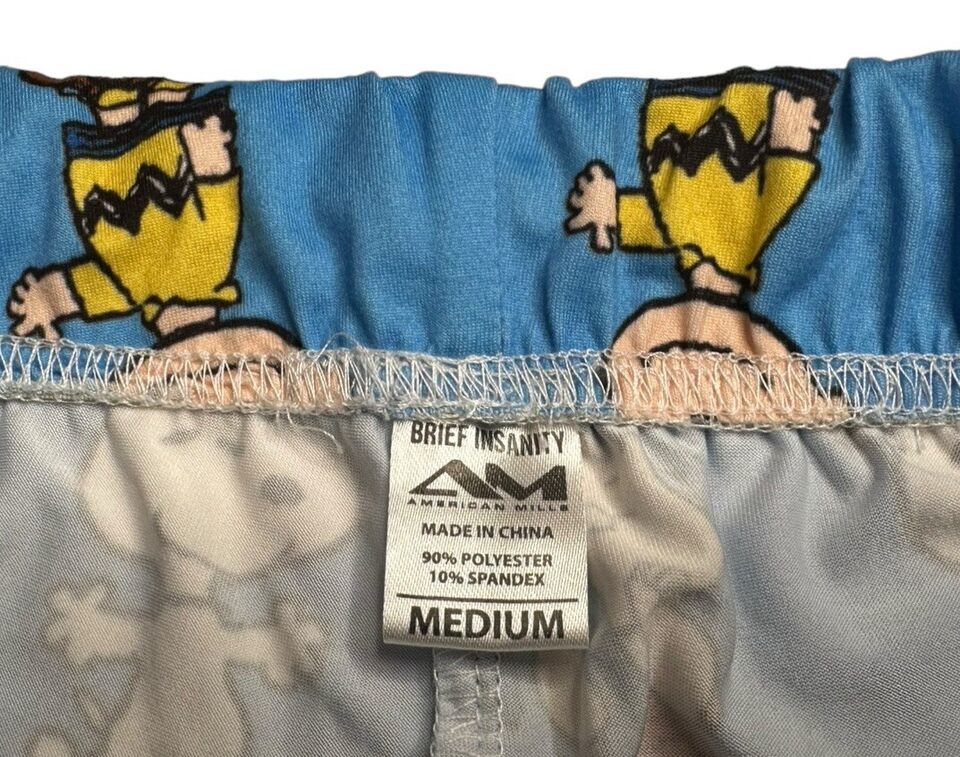 BRIEF INSANITY
AM
AMERICAN MILLS
MADE IN CHINA
90% POLYESTER
10% SPANDEX
MEDIUM